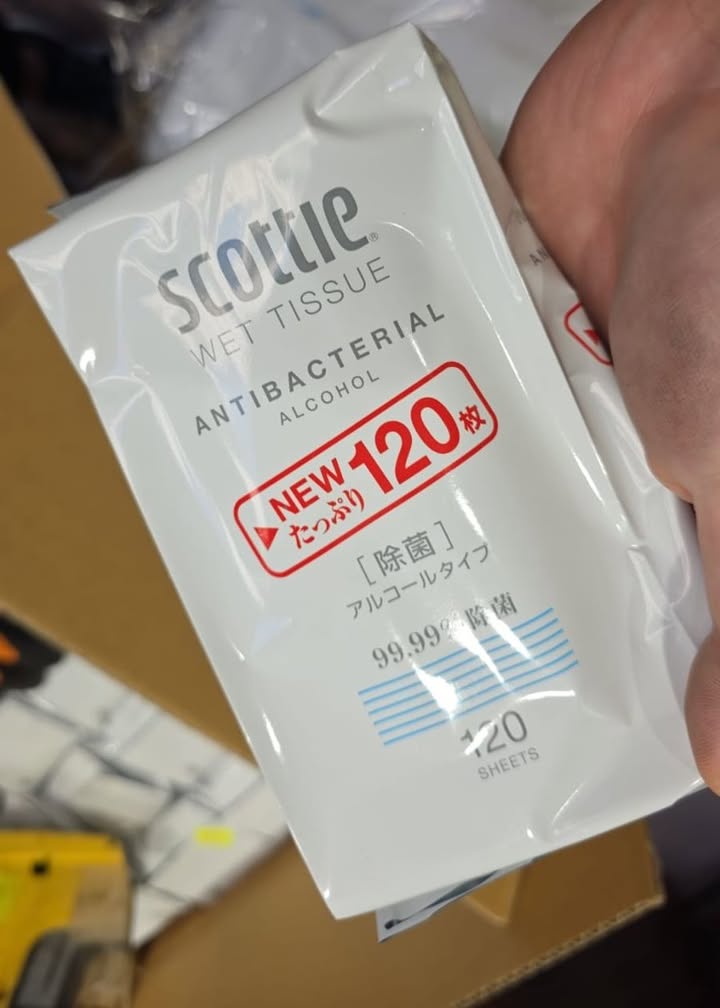 scottie®
WET TISSUE
ANTIBACTERIAL
ALCOHOL
NEW
たっぷり
120枚
[除菌]
アルコールタイプ
99.99%除菌
120
SHEETS
AN